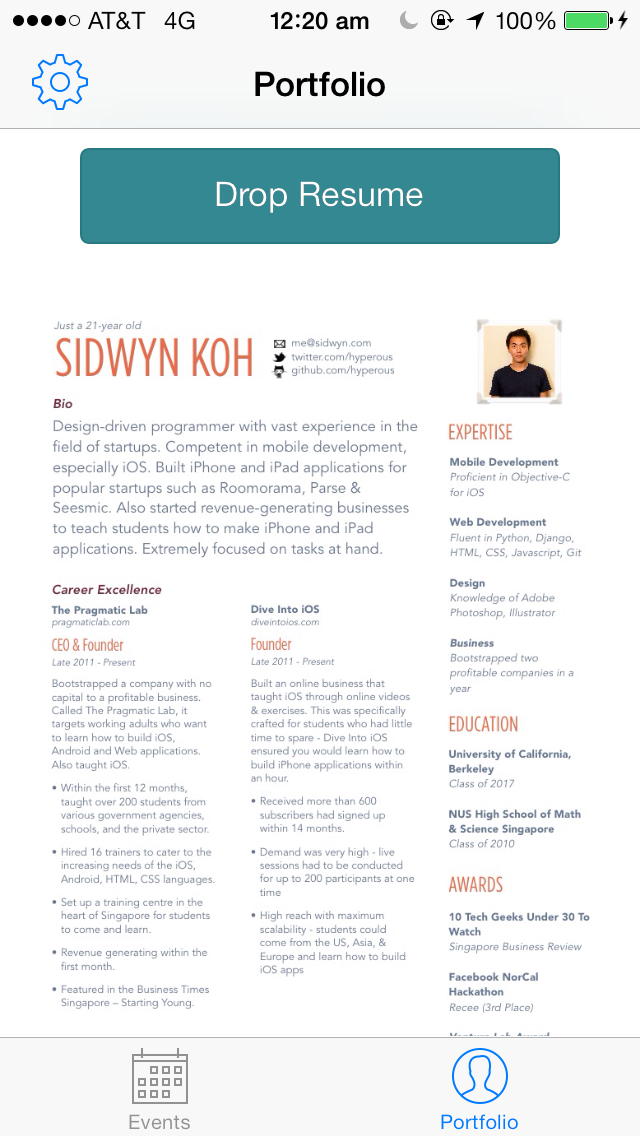 AT&T 4G 12:20 am 100%
Portfolio
Drop Resume
Just a 21-year old
SIDWYN KOH
me@sidwyn.com
twitter.com/hyperous
github.com/hyperous
Bio
Design-driven programmer with vast experience in the
field of startups. Competent in mobile development,
especially iOS. Built iPhone and iPad applications for
popular startups such as Roomorama, Parse &
Seesmic. Also started revenue-generating businesses
to teach students how to make iPhone and iPad
applications. Extremely focused on tasks at hand.
Career Excellence
The Pragmatic Lab
pragmaticlab.com
CEO & Founder
Late 2011 - Present
Bootstrapped a company with no
capital to a profitable business.
Called The Pragmatic Lab, it
targets working adults who want
to learn how to build iOS,
Android and Web applications.
Also taught iOS.
• Within the first 12 months,
taught over 200 students from
various government agencies,
schools, and the private sector.
• Hired 16 trainers to cater to the
increasing needs of the iOS,
Android, HTML, CSS languages.
• Set up a training centre in the
heart of Singapore for students
to come and learn.
• Revenue generating within the
first month.
• Featured in the Business Times
Singapore – Starting Young.
Dive Into iOS
diveintoios.com
Founder
Late 2011 - Present
Built an online business that
taught iOS through online videos
& exercises. This was specifically
crafted for students who had little
time to spare - Dive Into iOS
ensured you would learn how to
build iPhone applications within
an hour.
• Received more than 600
subscribers had signed up
within 14 months.
• Demand was very high - live
sessions had to be conducted
for up to 200 participants at one
time
• High reach with maximum
scalability - students could
come from the US, Asia, &
Europe and learn how to build
iOS apps
EXPERTISE
Mobile Development
Proficient in Objective-C
for iOS
Web Development
Fluent in Python, Django,
HTML, CSS, Javascript, Git
Design
Knowledge of Adobe
Photoshop, Illustrator
Business
Bootstrapped two
profitable companies in a
year
EDUCATION
University of California,
Berkeley
Class of 2017
NUS High School of Math
& Science Singapore
Class of 2010
AWARDS
10 Tech Geeks Under 30 To
Watch
Singapore Business Review
Facebook NorCal
Hackathon
Recee (3rd Place)
Events
Portfolio